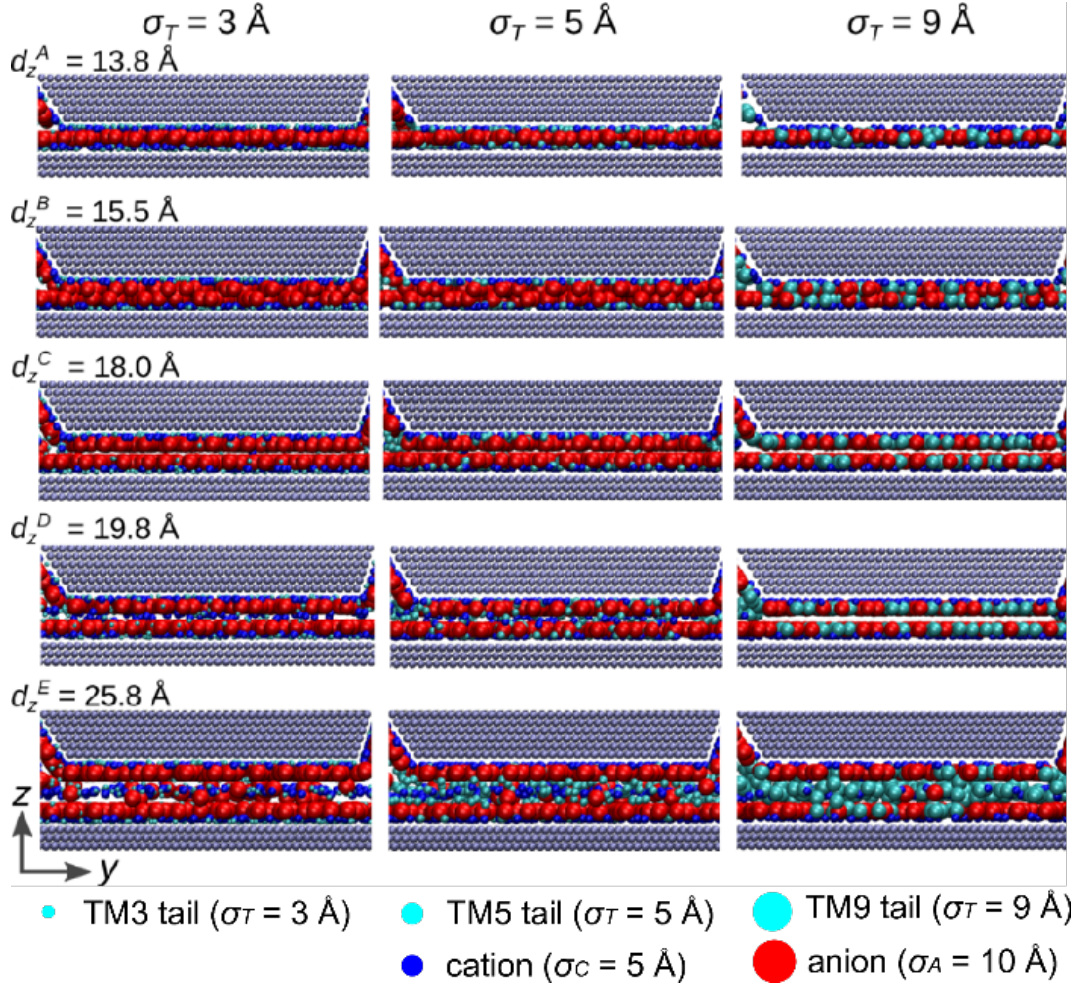 σT = 3 Å σT = 5 Å σT = 9 Å
dzA = 13.8 Å
dzB = 15.5 Å
dzC = 18.0 Å
dzD = 19.8 Å
dzE = 25.8 Å
z
y
TM3 tail (σT = 3 Å) TM5 tail (σT = 5 Å) TM9 tail (σT = 9 Å)
cation (σC = 5 Å) anion (σA = 10 Å)